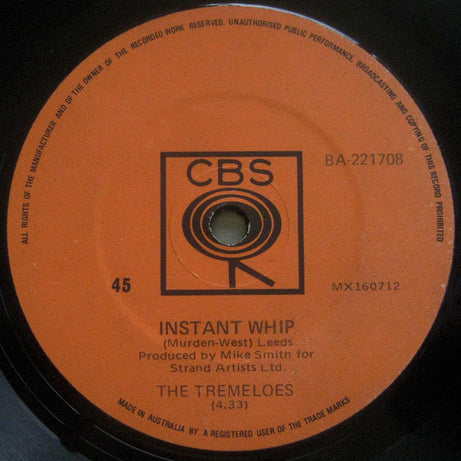 ALL RIGHTS OF THE MANUFACTURER AND OF THE OWNER OF THE RECORDED WORK RESERVED. UNAUTHORISED PUBLIC PERFORMANCE, BROADCASTING AND COPYING OF THIS RECORD PROHIBITED
BA-221708
CBS
45
MX160712
INSTANT WHIP
(Murden-West) Leeds
Produced by Mike Smith for
Strand Artists Ltd.
THE TREMELOES
(4.33)
MADE IN AUSTRALIA BY A REGISTERED USER OF THE TRADE MARKS